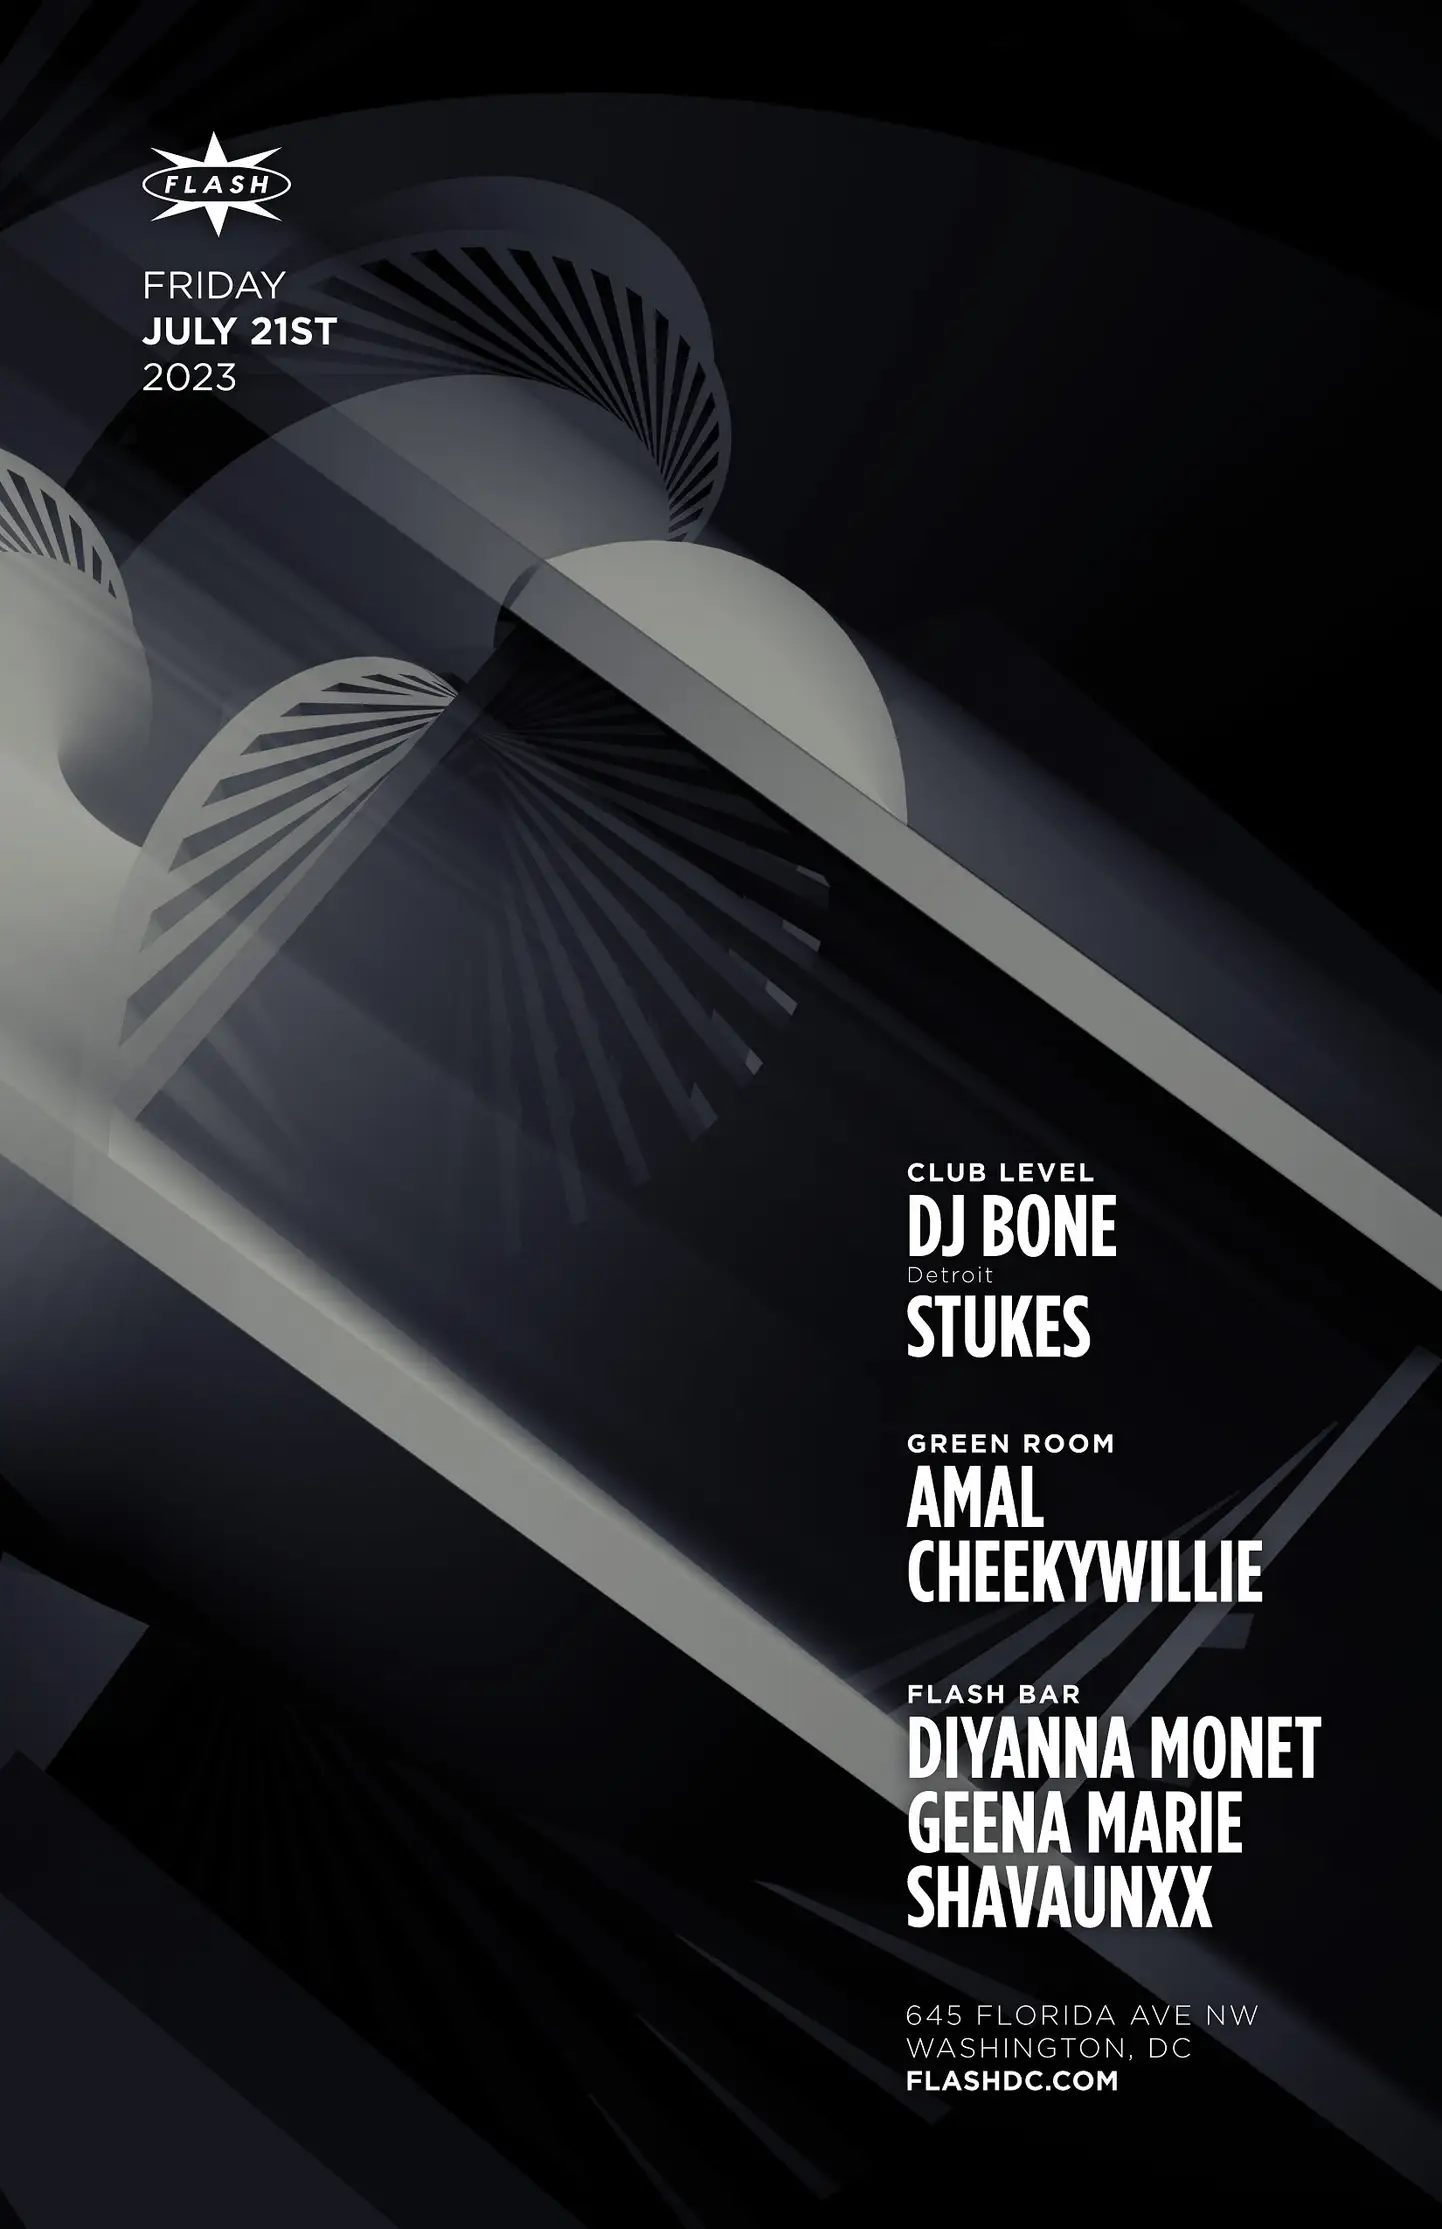 FLASH
FRIDAY
JULY 21ST
2023
CLUB LEVEL
DJ BONE
Detroit
STUKES
GREEN ROOM
AMAL
CHEEKYWILLIE
FLASH BAR
DIYANNA MONET
GEENA MARIE
SHAVAUNXX
645 FLORIDA AVE NW
WASHINGTON, DC
FLASHDC.COM